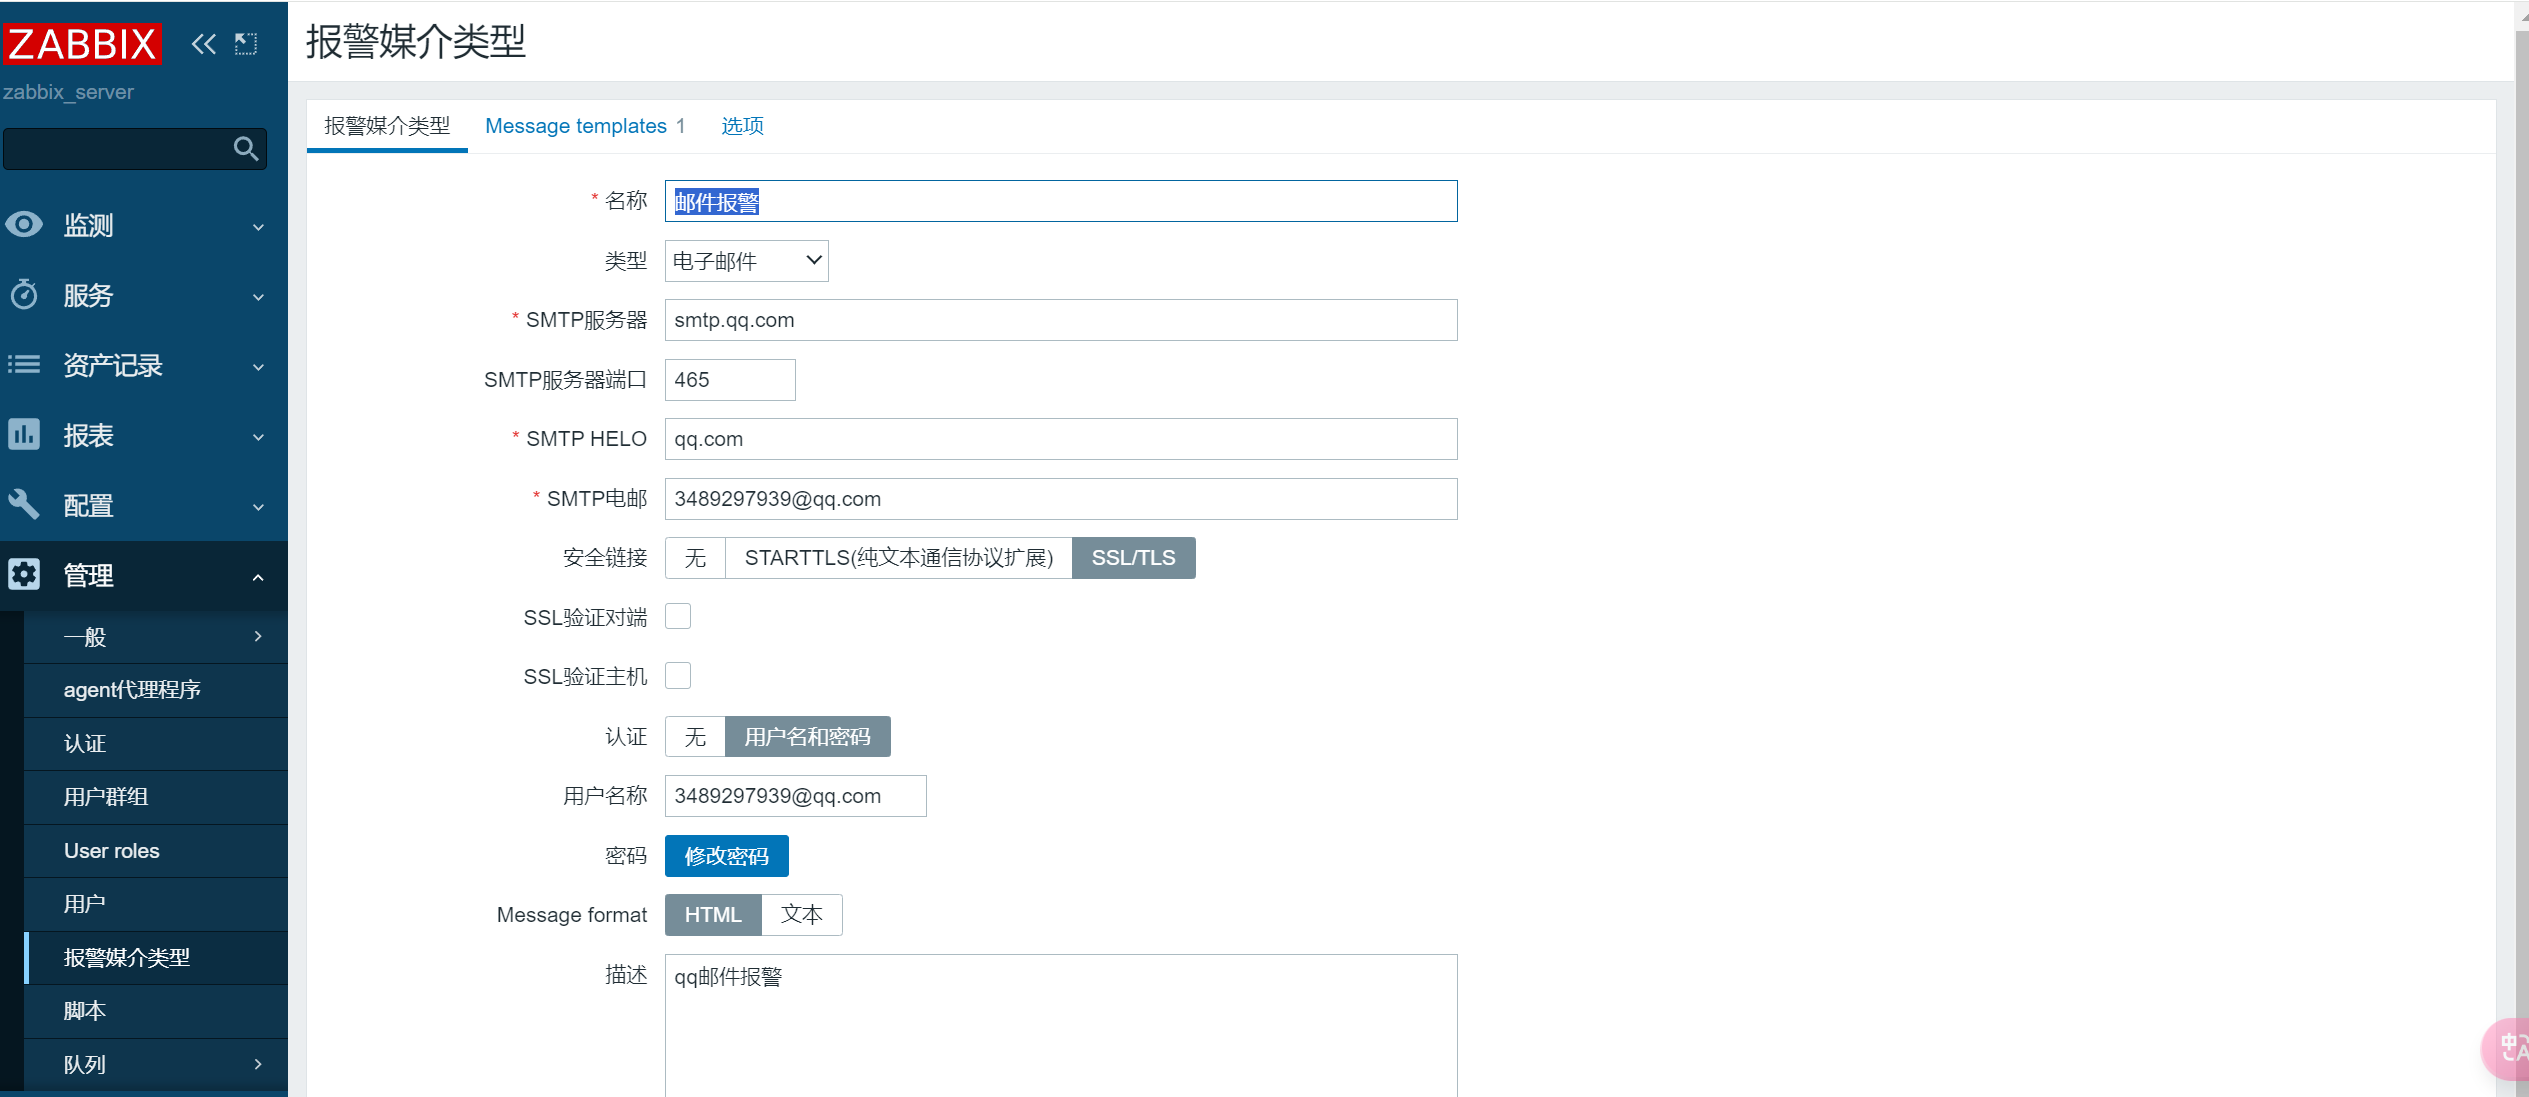 ZABBIX
zabbix_server
监测
服务
资产记录
报表
配置
管理
一般
agent代理程序
认证
用户群组
User roles
用户
报警媒介类型
脚本
队列
报警媒介类型
报警媒介类型 Message templates 1 选项
* 名称 邮件报警
类型 电子邮件
* SMTP服务器 smtp.qq.com
SMTP服务器端口 465
* SMTP HELO qq.com
* SMTP电邮 3489297939@qq.com
安全链接 无 STARTTLS(纯文本通信协议扩展) SSL/TLS
SSL验证对端
SSL验证主机
认证 无 用户名和密码
用户名称 3489297939@qq.com
密码 修改密码
Message format HTML 文本
描述 qq邮件报警